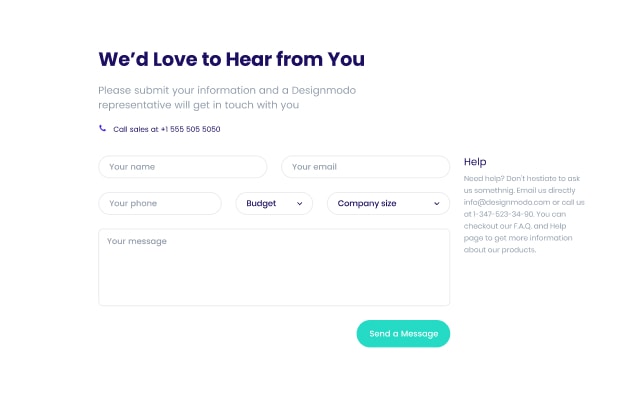 We'd Love to Hear from You
Please submit your information and a Designmodo
representative will get in touch with you
Call sales at +1 555 505 5050
Your name
Your email
Your phone
Budget
Company size
Your message
Send a Message
Help
Need help? Don't hestiate to ask
us somethnig. Email us directly
info@designmodo.com or call us
at 1-347-523-34-90. You can
checkout our F.A.Q. and Help
page to get more information
about our products.